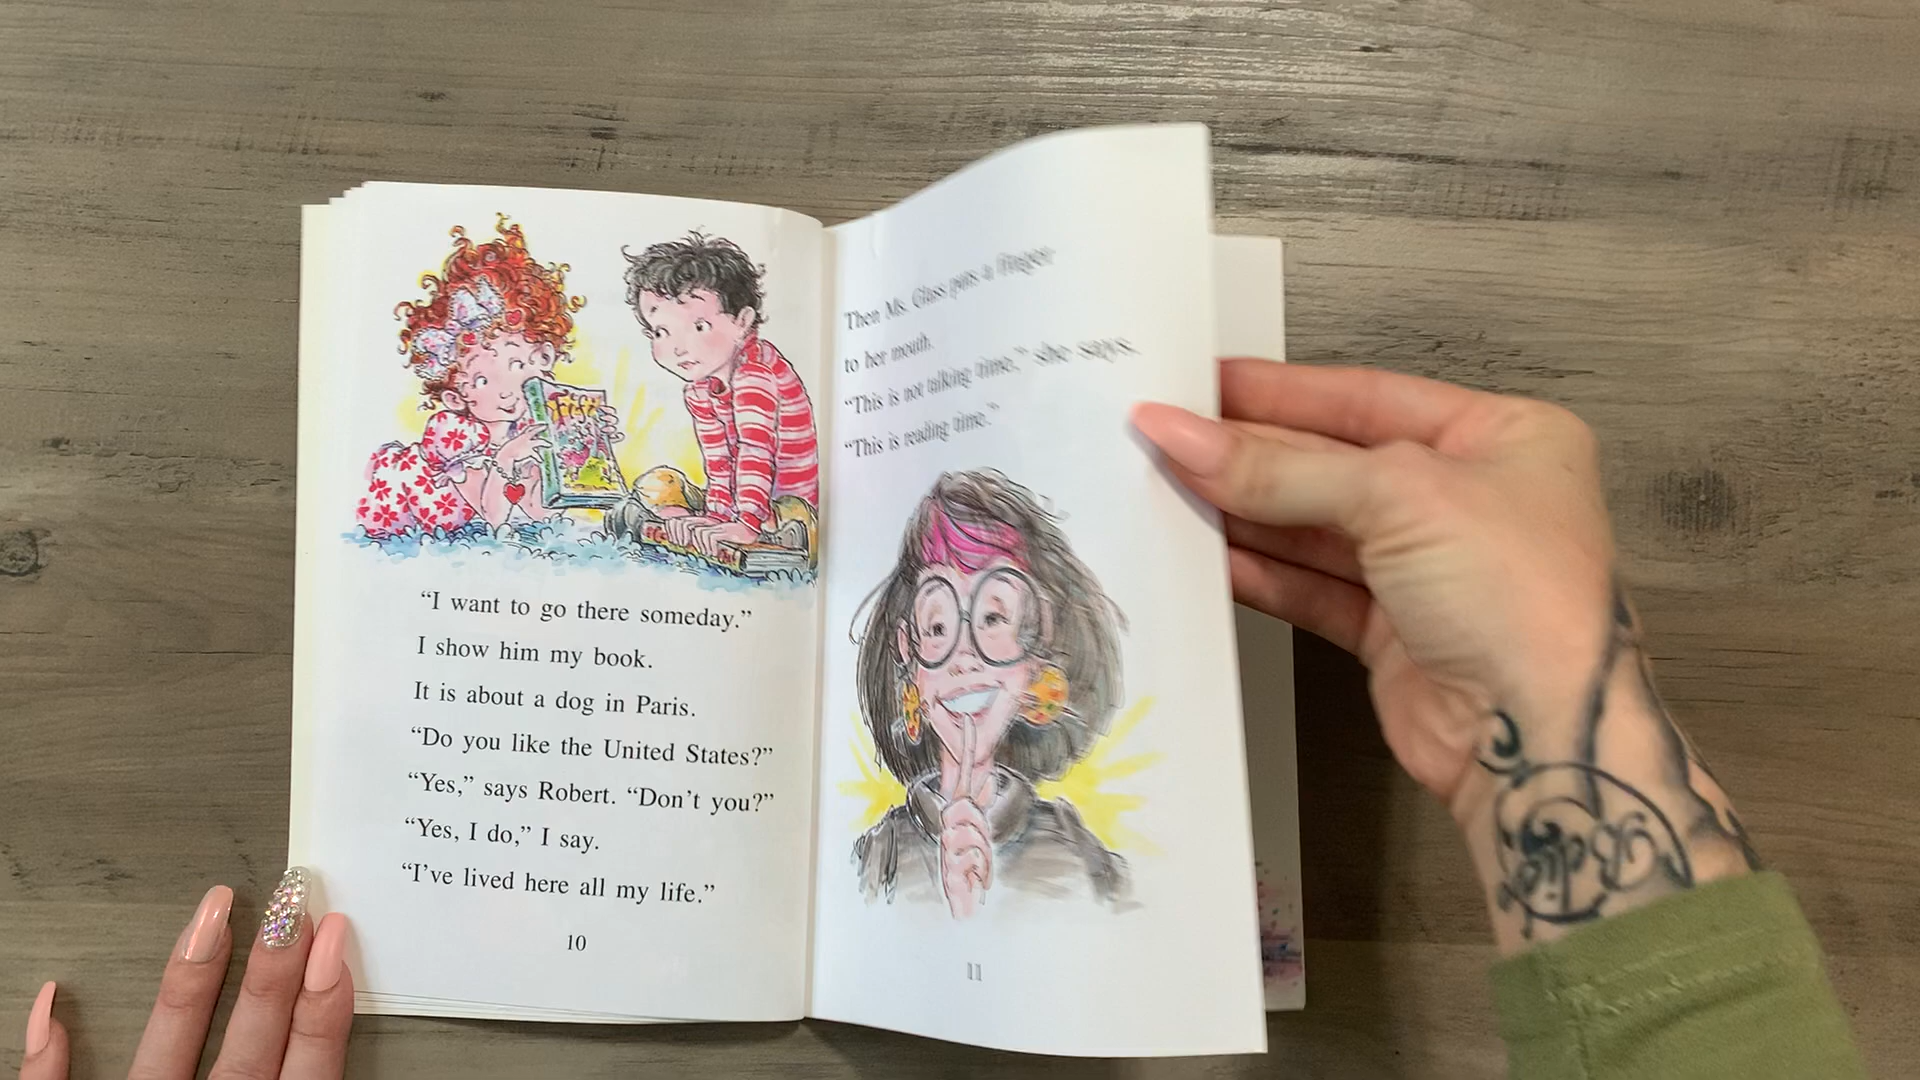 “I want to go there someday.”
I show him my book.
It is about a dog in Paris.
“Do you like the United States?”
“Yes,” says Robert. “Don’t you?”
“Yes, I do,” I say.
“I’ve lived here all my life.”
10
Then Ms. Glass puts a finger
to her mouth.
“This is not talking time,” she says.
“This is reading time.”
11
Fifi